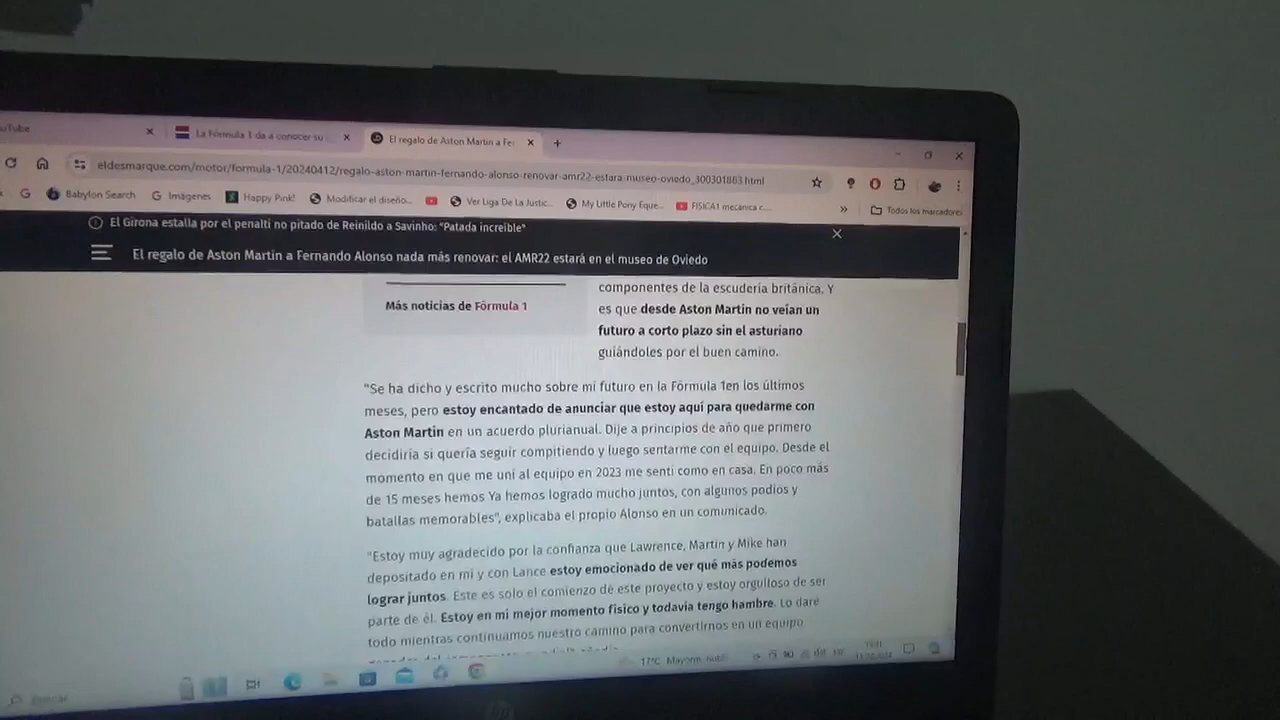 uTube
La Fórmula 1 da a conocer su
El regalo de Aston Martin a Fer
eldesmarque.com/motor/formula-1/20240412/regalo-aston-martin-fernando-alonso-renovar-amr22-estara-museo-oviedo_300301863.html
Babylon Search
Imágenes
Happy Pink!
Modificar el diseño...
Ver Liga De La Justic...
My Little Pony Eque...
FISICA1 mecánica c...
»
Todos los marcadores
El Girona estalla por el penalti no pitado de Reinildo a Savinho: "Patada increíble"
El regalo de Aston Martin a Fernando Alonso nada más renovar: el AMR22 estará en el museo de Oviedo
Más noticias de Fórmula 1
componentes de la escudería británica. Y
es que desde Aston Martin no veían un
futuro a corto plazo sin el asturiano
guiándoles por el buen camino.
"Se ha dicho y escrito mucho sobre mi futuro en la Fórmula 1en los últimos
meses, pero estoy encantado de anunciar que estoy aquí para quedarme con
Aston Martin en un acuerdo plurianual. Dije a principios de año que primero
decidiría si quería seguir compitiendo y luego sentarme con el equipo. Desde el
momento en que me uní al equipo en 2023 me sentí como en casa. En poco más
de 15 meses hemos Ya hemos logrado mucho juntos, con algunos podios y
batallas memorables", explicaba el propio Alonso en un comunicado.
"Estoy muy agradecido por la confianza que Lawrence, Martin y Mike han
depositado en mí y con Lance estoy emocionado de ver qué más podemos
lograr juntos. Este es solo el comienzo de este proyecto y estoy orgulloso de ser
parte de él. Estoy en mi mejor momento físico y todavía tengo hambre. Lo daré
todo mientras continuamos nuestro camino para convertirnos en un equipo
17°C Mayorm. nubl
Buscar
hp